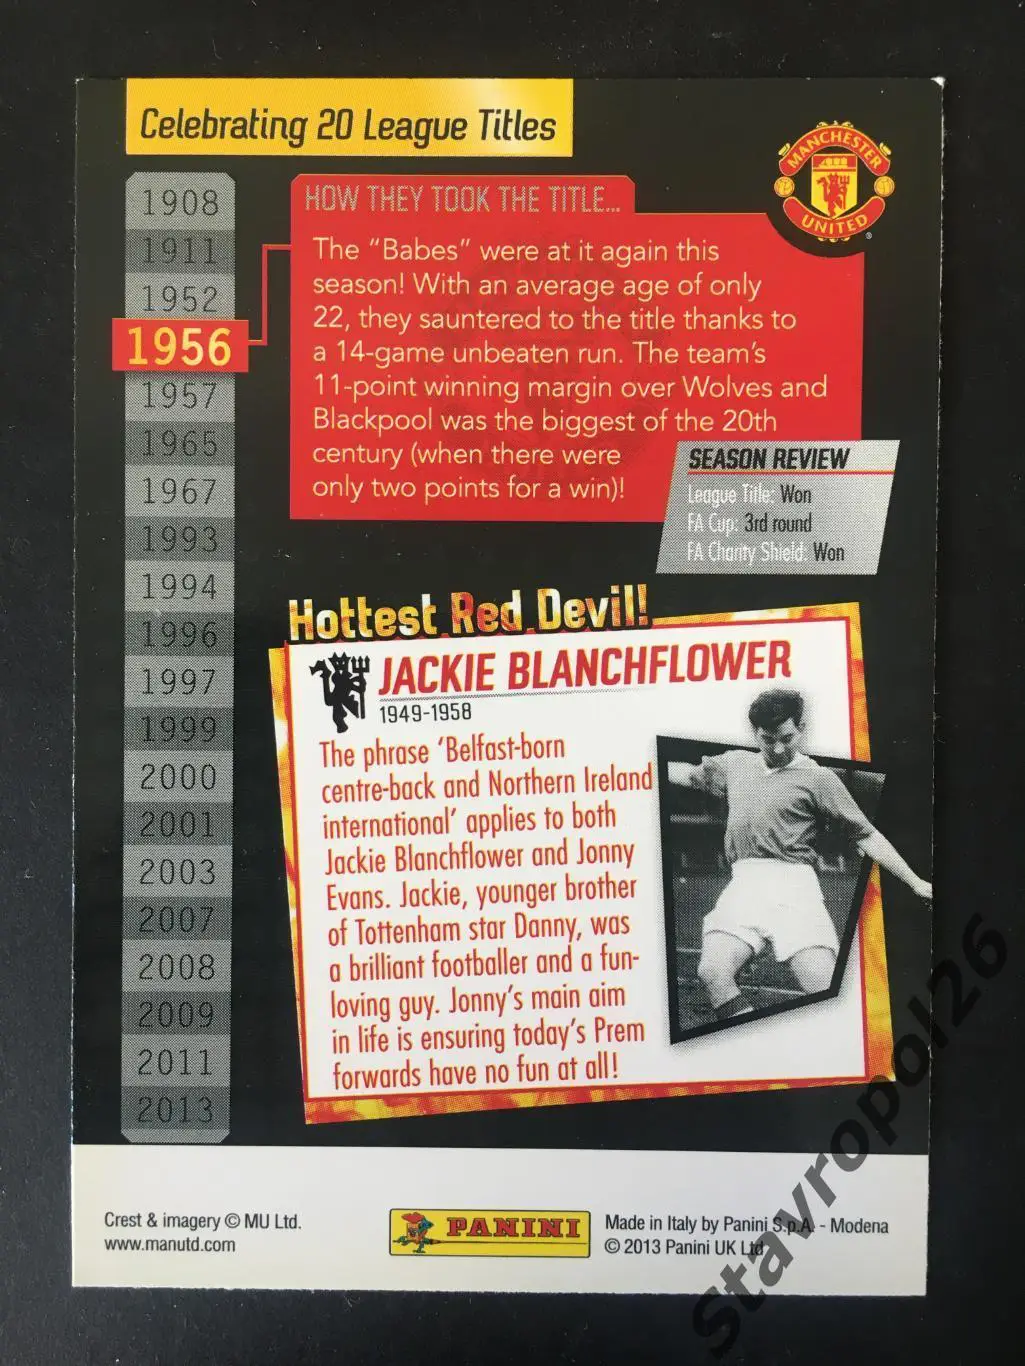 Celebrating 20 League Titles
MANCHESTER
UNITED
®
1908
1911
1952
1956
1957
1965
1967
1993
1994
1996
1997
1999
2000
2001
2003
2007
2008
2009
2011
2013
HOW THEY TOOK THE TITLE...
The “Babes” were at it again this
season! With an average age of only
22, they sauntered to the title thanks to
a 14-game unbeaten run. The team’s
11-point winning margin over Wolves and
Blackpool was the biggest of the 20th
century (when there were
only two points for a win)!
SEASON REVIEW
League Title: Won
FA Cup: 3rd round
FA Charity Shield: Won
Hottest Red Devil!
JACKIE BLANCHFLOWER
1949-1958
The phrase ‘Belfast-born
centre-back and Northern Ireland
international’ applies to both
Jackie Blanchflower and Jonny
Evans. Jackie, younger brother
of Tottenham star Danny, was
a brilliant footballer and a fun-
loving guy. Jonny’s main aim
in life is ensuring today’s Prem
forwards have no fun at all!
Crest & imagery © MU Ltd.
www.manutd.com
PANINI
Made in Italy by Panini S.p.A. - Modena
© 2013 Panini UK Ltd
Stavropol26